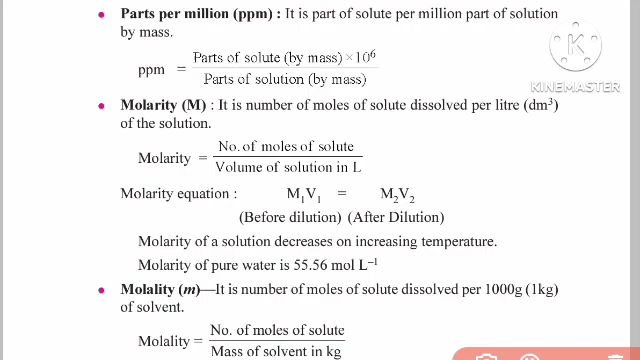 • Parts per million (ppm) : It is part of solute per million part of solution
by mass.
ppm = Parts of solute (by mass) × 10⁶
Parts of solution (by mass)
KINEMASTER
• Molarity (M) : It is number of moles of solute dissolved per litre (dm³)
of the solution.
Molarity = No. of moles of solute
Volume of solution in L
Molarity equation : M₁V₁ = M₂V₂
(Before dilution) (After Dilution)
Molarity of a solution decreases on increasing temperature.
Molarity of pure water is 55.56 mol L⁻¹
• Molality (m)—It is number of moles of solute dissolved per 1000g (1kg)
of solvent.
Molality = No. of moles of solute
Mass of solvent in kg